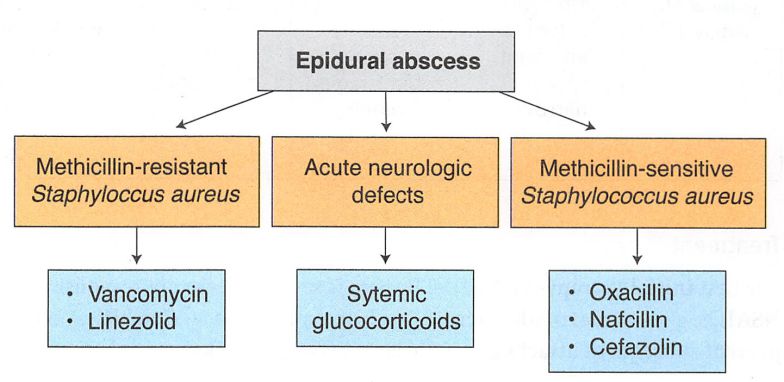 Epidural abscess
Methicillin-resistant
Staphyloccus aureus
Acute neurologic
defects
Methicillin-sensitive
Staphylococcus aureus
• Vancomycin
• Linezolid
Sytemic
glucocorticoids
• Oxacillin
• Nafcillin
• Cefazolin